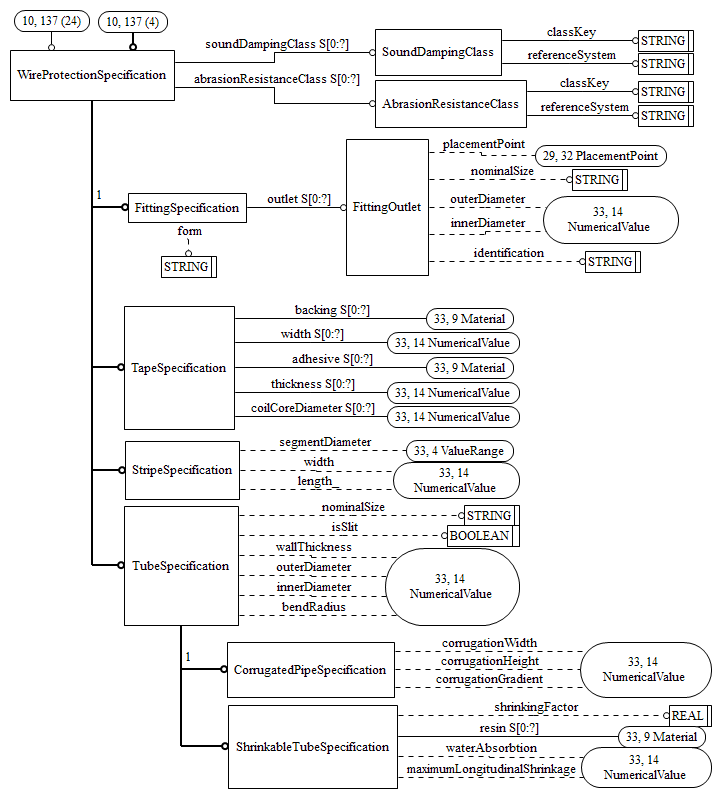 10, 137 (24)
10, 137 (4)
WireProtectionSpecification
soundDampingClass S[0:?]
abrasionResistanceClass S[0:?]
SoundDampingClass
classKey
STRING
referenceSystem
STRING
AbrasionResistanceClass
classKey
STRING
referenceSystem
STRING
1
FittingSpecification
form
STRING
outlet S[0:?]
FittingOutlet
placementPoint
29, 32 PlacementPoint
nominalSize
STRING
outerDiameter
innerDiameter
33, 14
NumericalValue
identification
STRING
TapeSpecification
backing S[0:?]
33, 9 Material
width S[0:?]
33, 14 NumericalValue
adhesive S[0:?]
33, 9 Material
thickness S[0:?]
33, 14 NumericalValue
coilCoreDiameter S[0:?]
33, 14 NumericalValue
StripeSpecification
segmentDiameter
33, 4 ValueRange
width
length_
33, 14
NumericalValue
TubeSpecification
nominalSize
STRING
isSlit
BOOLEAN
wallThickness
outerDiameter
innerDiameter
bendRadius
33, 14
NumericalValue
1
CorrugatedPipeSpecification
corrugationWidth
corrugationHeight
corrugationGradient
33, 14
NumericalValue
ShrinkableTubeSpecification
shrinkingFactor
REAL
resin S[0:?]
33, 9 Material
waterAbsorbtion
maximumLongitudinalShrinkage
33, 14
NumericalValue